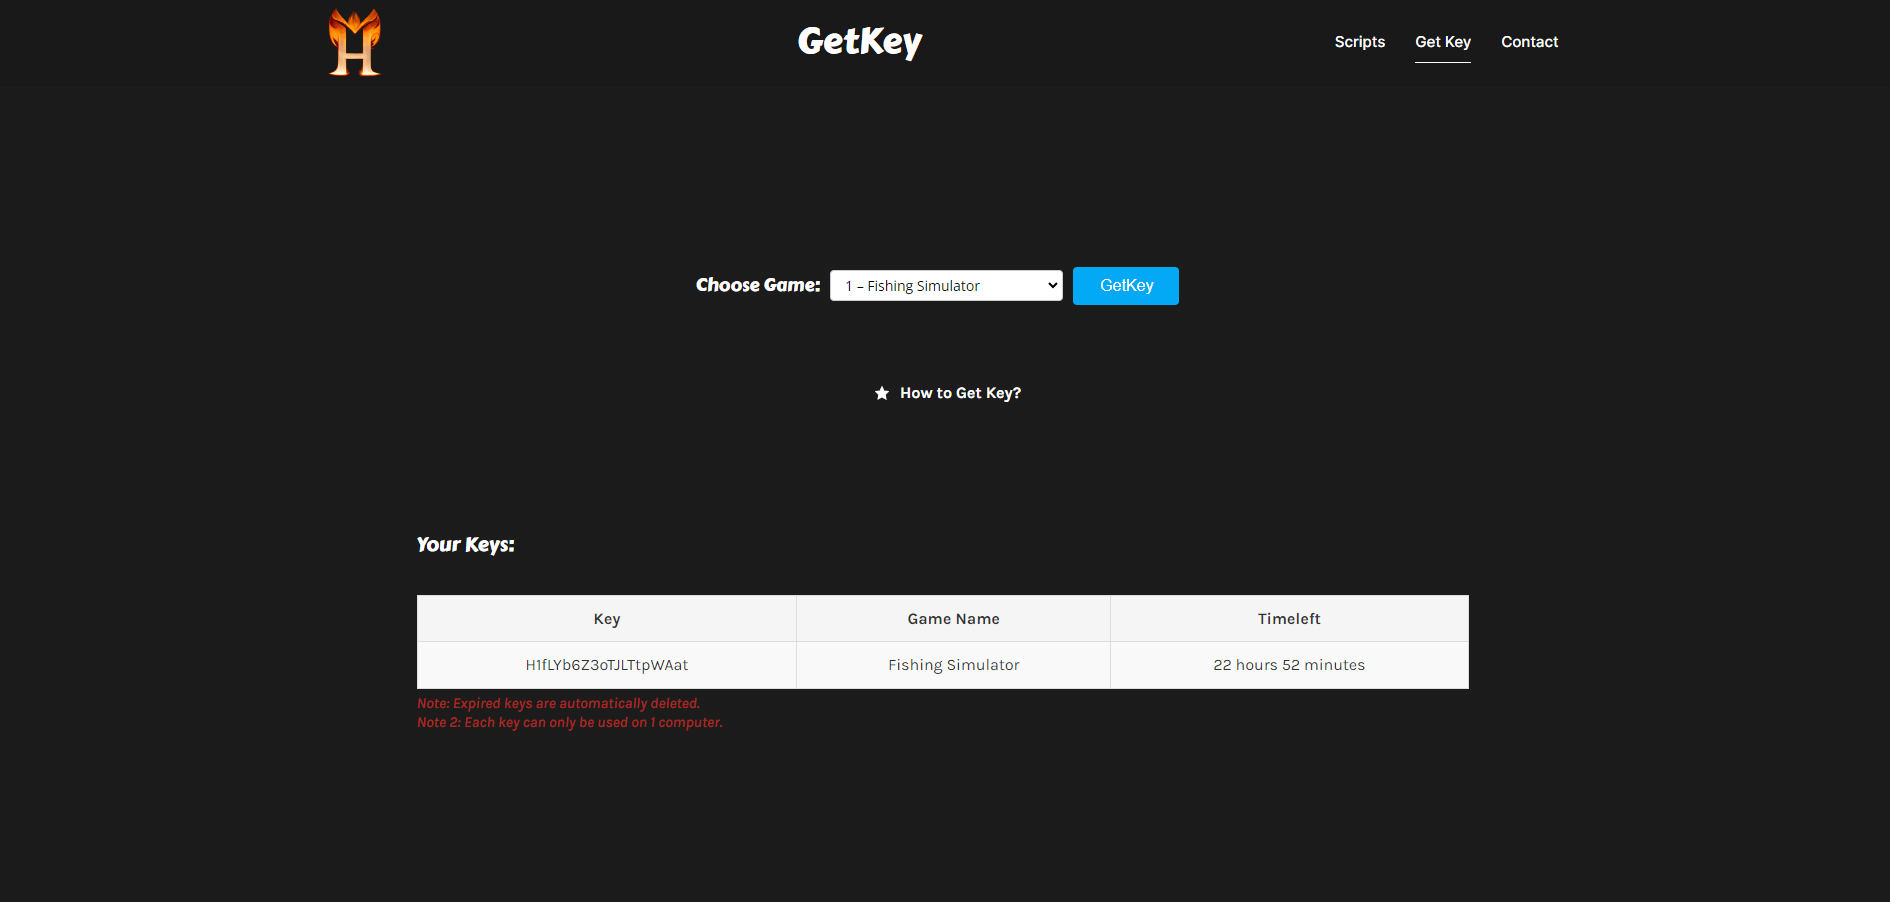 H
GetKey
Scripts Get Key Contact
Choose Game: 1 – Fishing Simulator GetKey
How to Get Key?
Your Keys:
Key Game Name Timeleft
H1fLYb6Z3oTJLTtpWAat Fishing Simulator 22 hours 52 minutes
Note: Expired keys are automatically deleted.
Note 2: Each key can only be used on 1 computer.